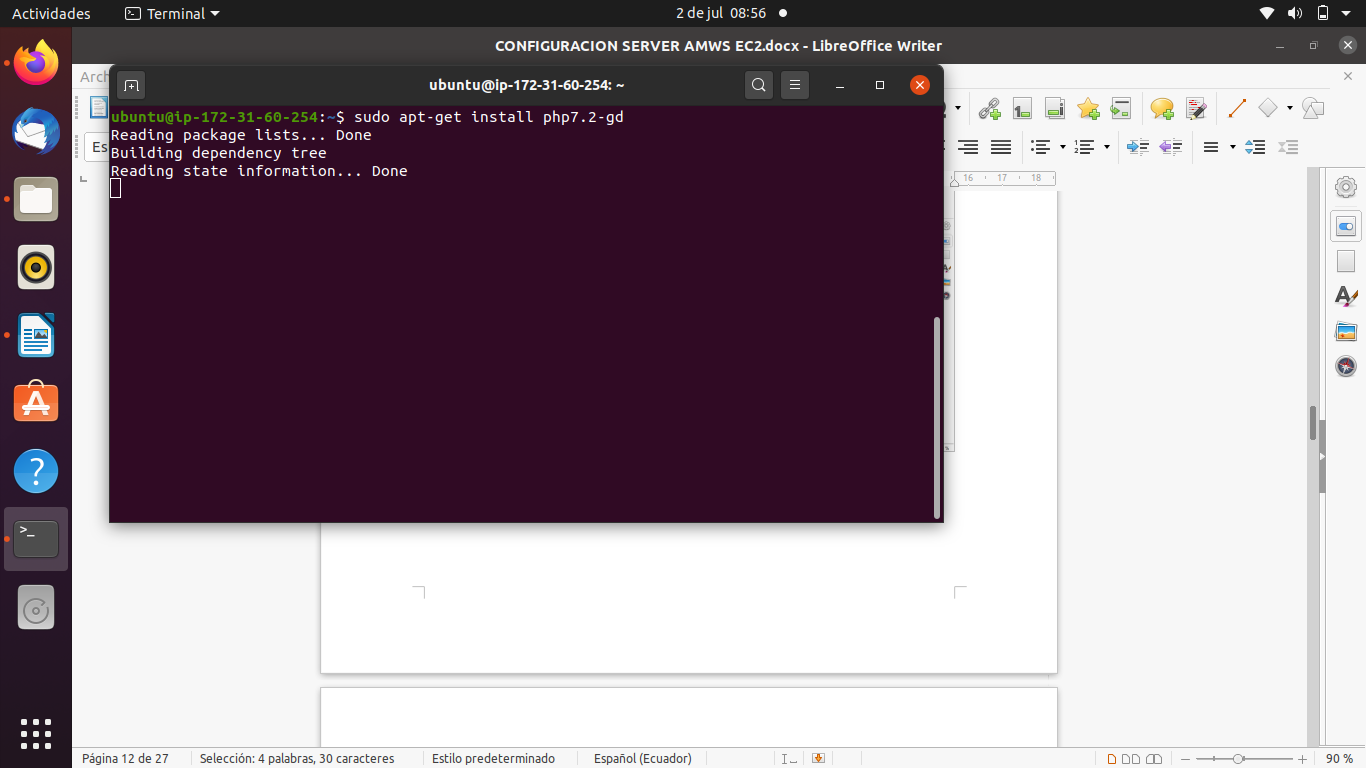 Actividades
Terminal
2 de jul 08:56
CONFIGURACION SERVER AMWS EC2.docx - LibreOffice Writer
Arch
ubuntu@ip-172-31-60-254: ~
ubuntu@ip-172-31-60-254:~$ sudo apt-get install php7.2-gd
Reading package lists... Done
Building dependency tree
Reading state information... Done
Es
16 17 18
Página 12 de 27
Selección: 4 palabras, 30 caracteres
Estilo predeterminado
Español (Ecuador)
90 %